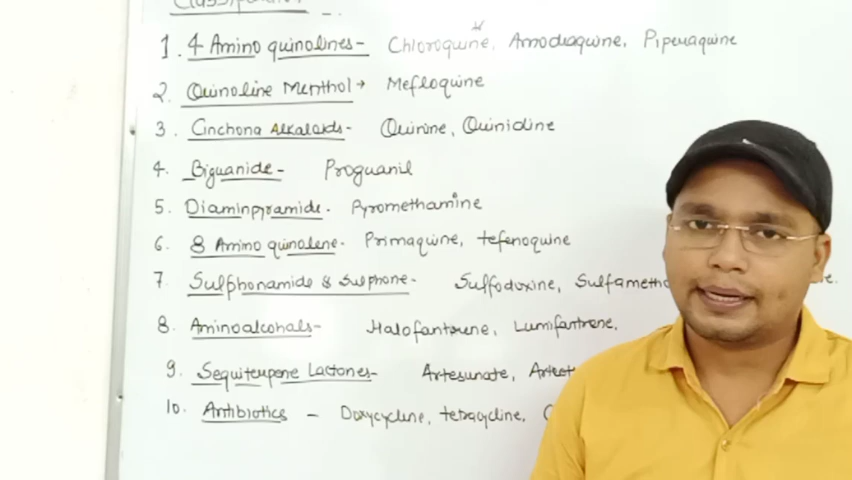 Classification
1. 4 Amino quinolines- Chloroquine, Amodiaquine, Piperaquine
2. Quinoline Menthol → Mefloquine
3. Cinchona Alkaloids- Quinine, Quinidine
4. Biguanide- Proguanil
5. Diaminpyramide. Pyromethamine
6. 8 Amino quinolene- Primaquine, tefenoquine
7. Sulphonamide & Sulphone- Sulfodoxine,
8. Aminoalcohals- Halofantrene, Lumifantrene,
9. Sequiterpene Lactones- Artesunate,
10. Antibiotics - Doxycycline, tetracycline,